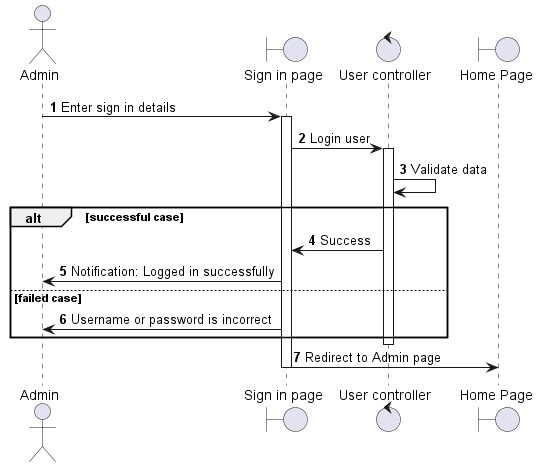 Admin
Sign in page
User controller
Home Page
1 Enter sign in details
2 Login user
3 Validate data
alt [successful case]
4 Success
5 Notification: Logged in successfully
[failed case]
6 Username or password is incorrect
7 Redirect to Admin page
Admin
Sign in page
User controller
Home Page